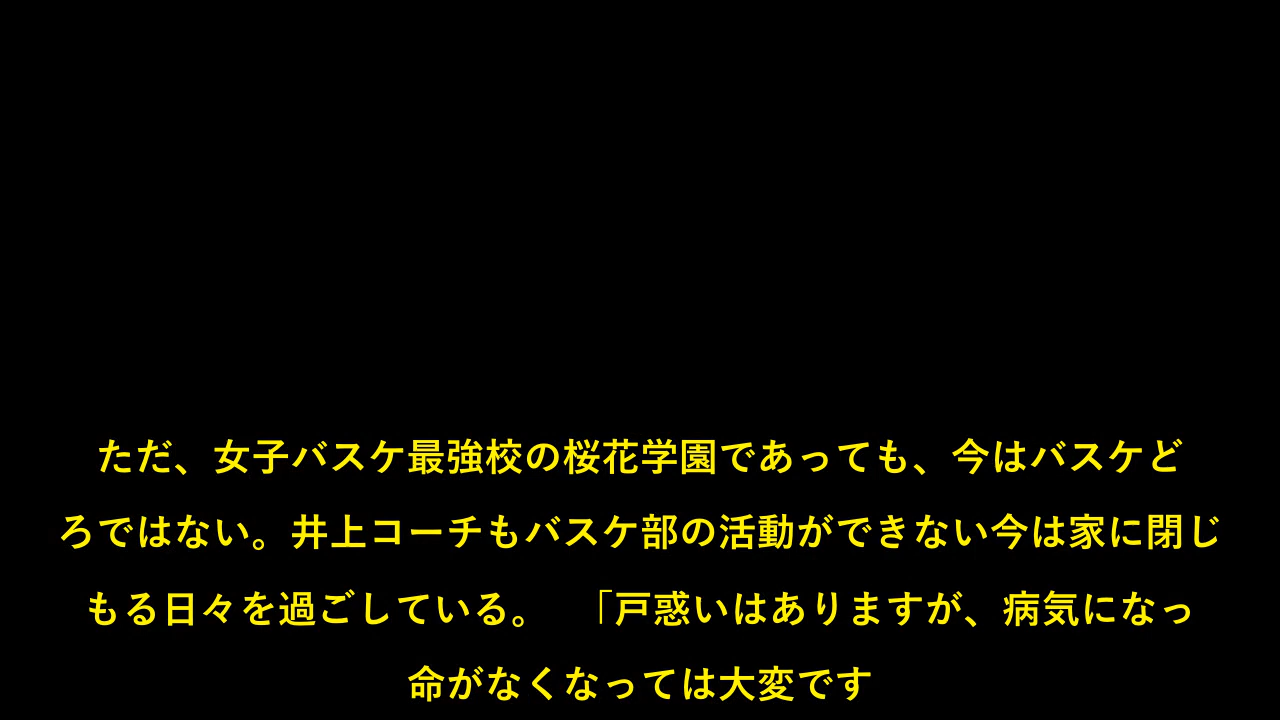 ただ、女子バスケ最強校の桜花学園であっても、今はバスケど
ろではない。井上コーチもバスケ部の活動ができない今は家に閉じ
もる日々を過ごしている。　「戸惑いはありますが、病気になっ
命がなくなっては大変です